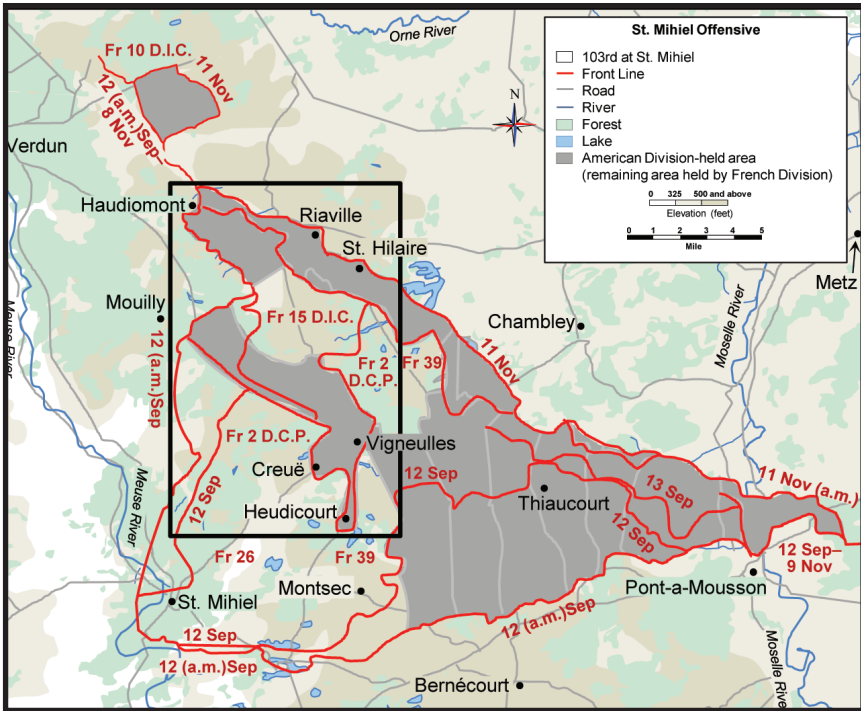 St. Mihiel Offensive
103rd at St. Mihiel
Front Line
Road
River
Forest
Lake
American Division-held area
(remaining area held by French Division)
0 325 500 and above
Elevation (feet)
0 1 2 3 4 5
Mile
N
Orne River
Fr 10 D.I.C.
11 Nov
12 (a.m.)Sep–
8 Nov
Verdun
Haudiomont
Riaville
St. Hilaire
Metz
Mouilly
Meuse River
Fr 15 D.I.C.
Chambley
Moselle River
12 (a.m.)Sep
Fr 2
D.C.P.
Fr 39
11 Nov
Fr 2 D.C.P.
Vigneulles
Creuë
12 Sep
12 Sep
13 Sep
11 Nov (a.m.)
Thiaucourt
Heudicourt
12 Sep
Meuse River
12 Sep–
9 Nov
Fr 26
Fr 39
Pont-a-Mousson
Montsec
St. Mihiel
12 (a.m.)Sep
12 Sep
12 (a.m.)Sep
Moselle River
Bernécourt